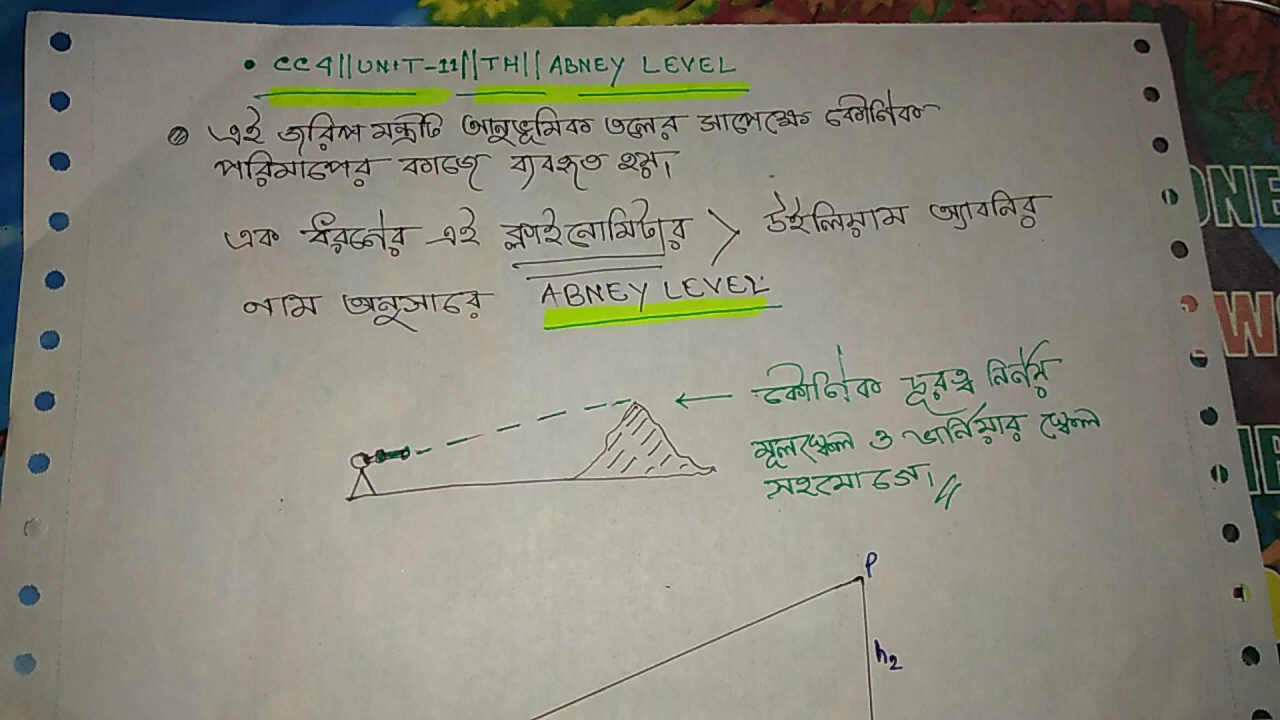 • CC4||UNIT-11||TH||ABNEY LEVEL
এই জরিপ যন্ত্রটি আনুভূমিক তলের সাপেক্ষে কৌণিক
পরিমাপের কাজে ব্যবহৃত হয়।
এক ধরনের এই ক্লাইনোমিটার > উইলিয়াম অ্যাবনির
নাম অনুসারে ABNEY LEVEL
← কৌণিক দূরত্ব নির্ণয়
মূলস্কেল ও ভার্নিয়ার স্কেল
সহযোগে।
P
h2
ONE
W